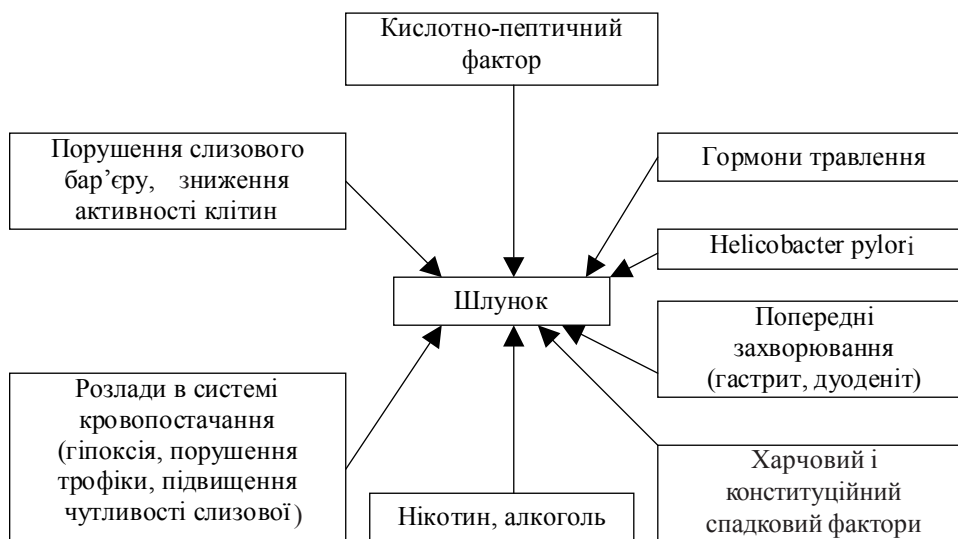 Кислотно-пептичний
фактор
Порушення слизового
бар’єру, зниження
активності клітин
Гормони травлення
Helicobacter pylori
Шлунок
Попередні
захворювання
(гастрит, дуоденіт)
Розлади в системі
кровопостачання
(гіпоксія, порушення
трофіки, підвищення
чутливості слизової)
Нікотин, алкоголь
Харчовий і
конституційний
спадковий фактори